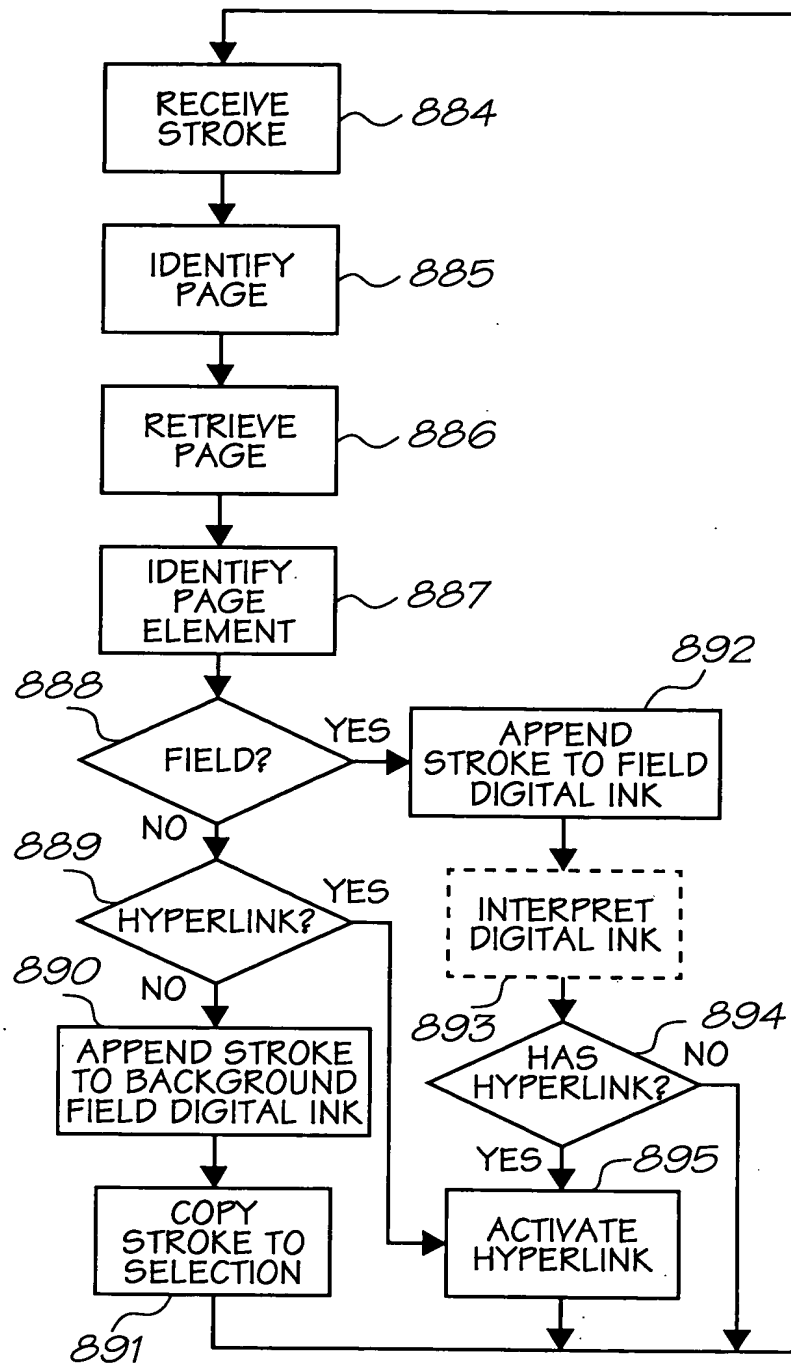 RECEIVE
STROKE
884
IDENTIFY
PAGE
885
RETRIEVE
PAGE
886
IDENTIFY
PAGE
ELEMENT
887
888
FIELD?
YES
NO
892
APPEND
STROKE TO FIELD
DIGITAL INK
889
HYPERLINK?
YES
NO
INTERPRET
DIGITAL INK
893
890
APPEND STROKE
TO BACKGROUND
FIELD DIGITAL INK
894
HAS
HYPERLINK?
NO
YES
895
ACTIVATE
HYPERLINK
COPY
STROKE TO
SELECTION
891